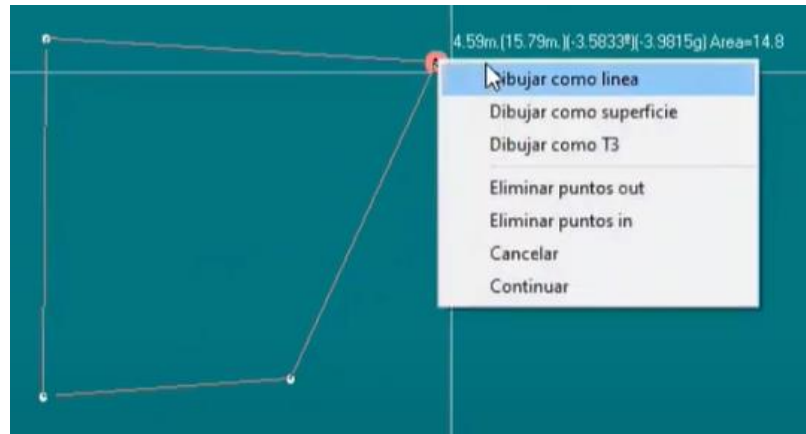 4.59m.(15.79m.)(-3.5833ª)(-3.9815g) Area=14.8
Dibujar como linea
Dibujar como superficie
Dibujar como T3
Eliminar puntos out
Eliminar puntos in
Cancelar
Continuar